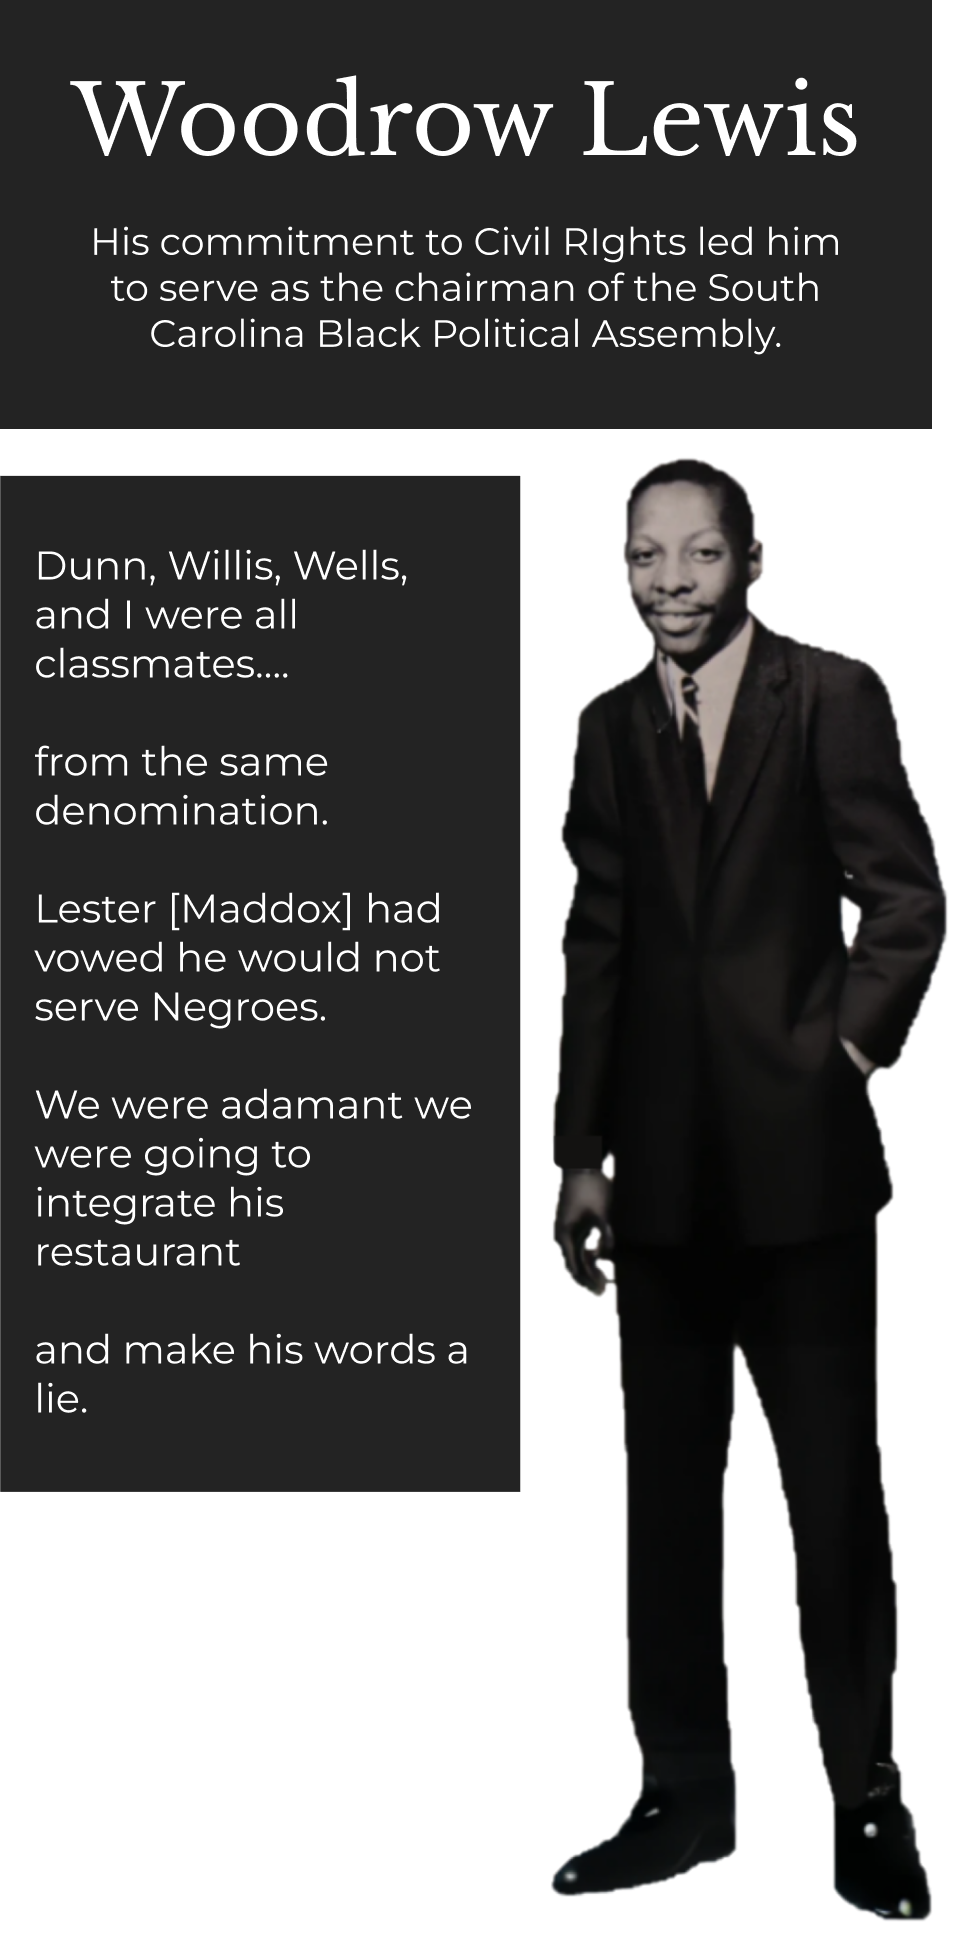 Woodrow Lewis
His commitment to Civil RIghts led him
to serve as the chairman of the South
Carolina Black Political Assembly.
Dunn, Willis, Wells,
and I were all
classmates....
from the same
denomination.
Lester [Maddox] had
vowed he would not
serve Negroes.
We were adamant we
were going to
integrate his
restaurant
and make his words a
lie.